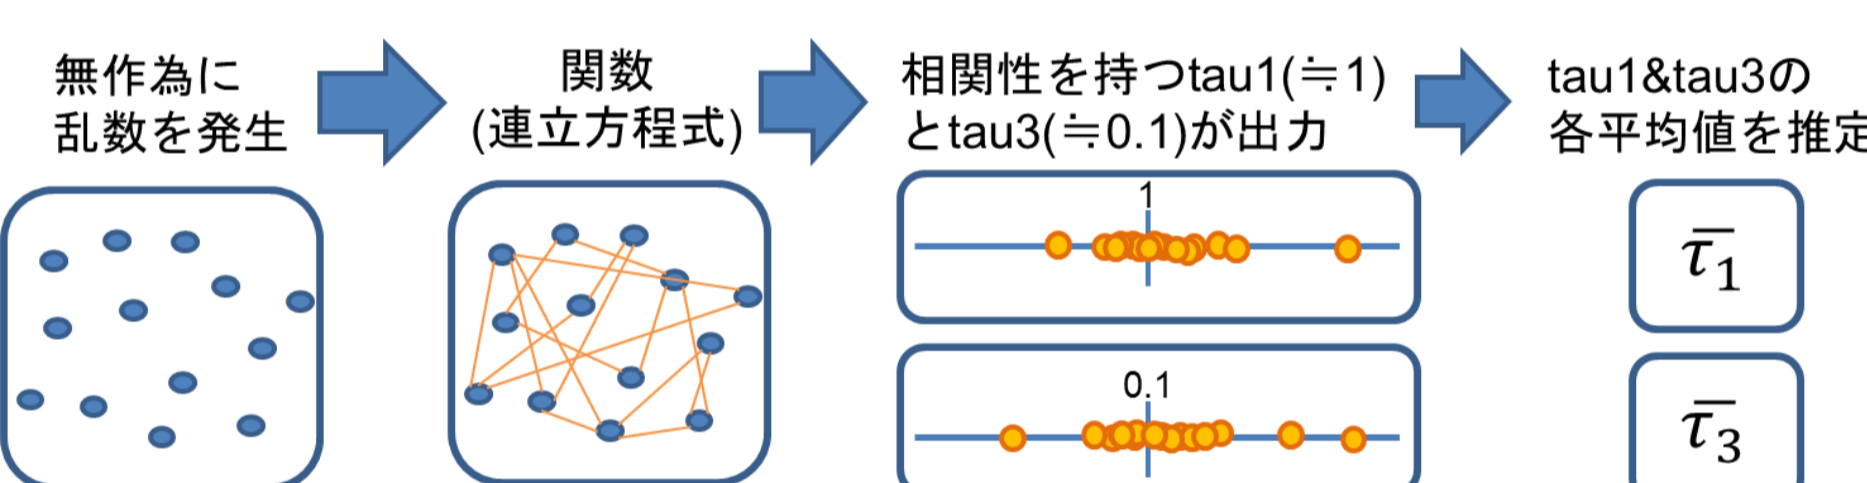 無作為に
乱数を発生
関数
(連立方程式)
相関性を持つtau1(≒1)
とtau3(≒0.1)が出力
tau1&tau3の
各平均値を推定
1
0.1
τ̅₁
τ̅₃